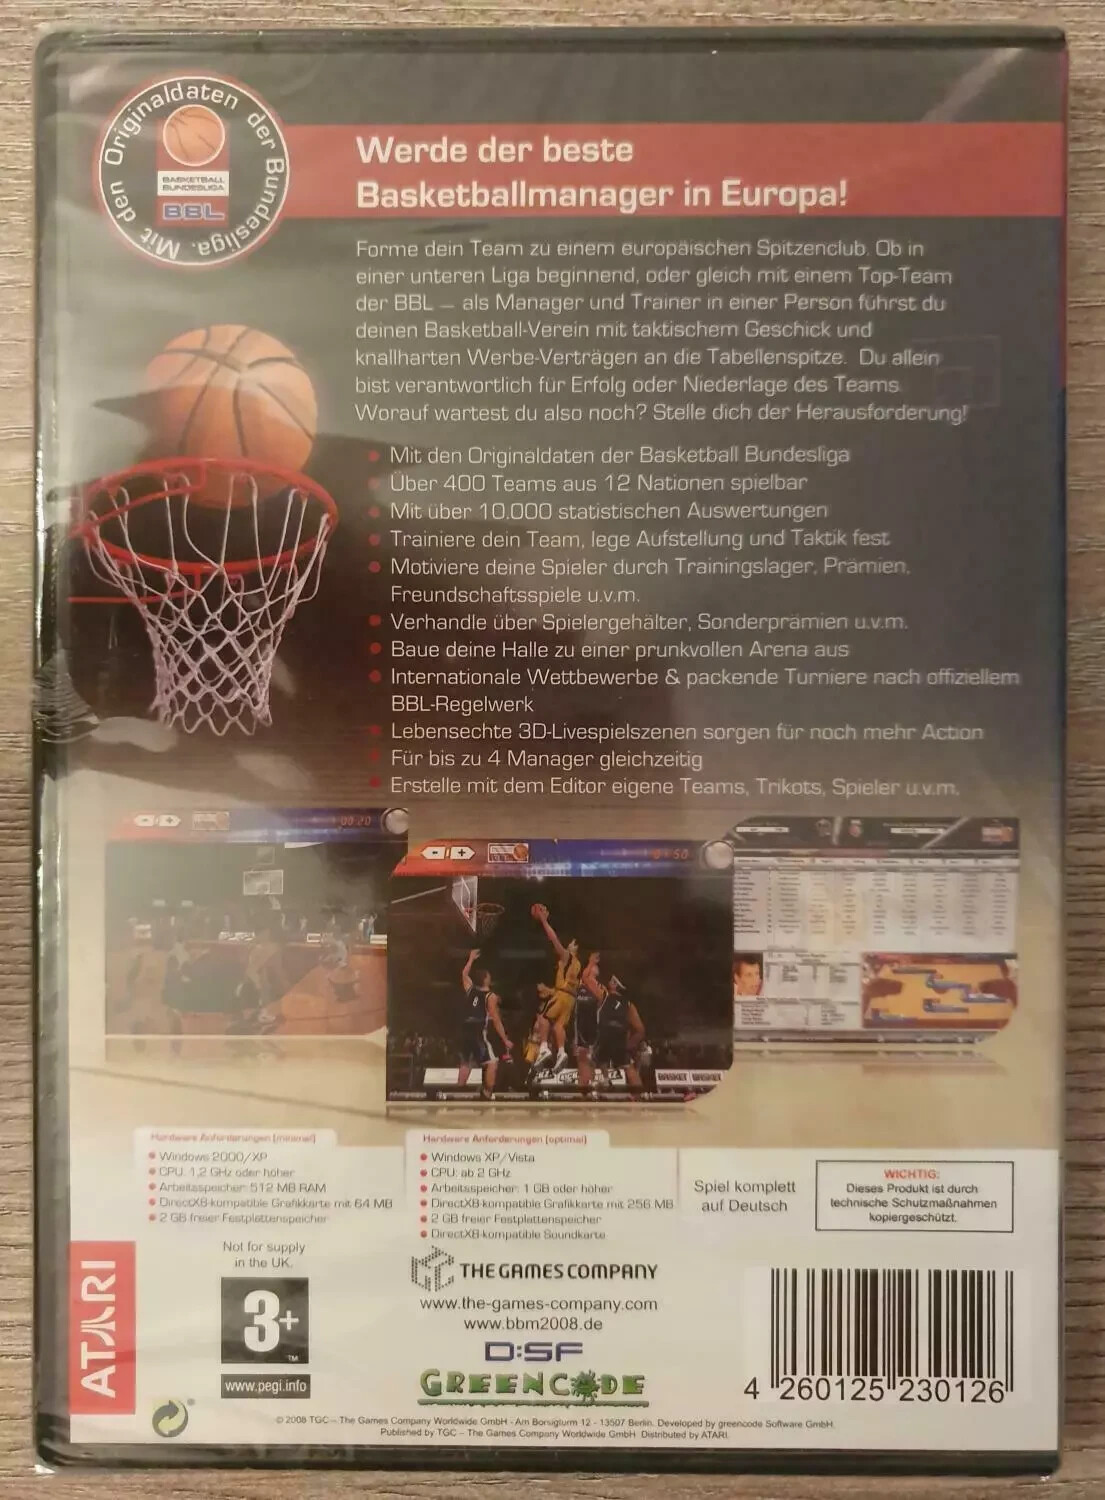 Mit den Originaldaten der Bundesliga.
BASKETBALL
BUNDESLIGA
BBL
Werde der beste
Basketballmanager in Europa!
Forme dein Team zu einem europäischen Spitzenclub. Ob in
einer unteren Liga beginnend, oder gleich mit einem Top-Team
der BBL – als Manager und Trainer in einer Person führst du
deinen Basketball-Verein mit taktischem Geschick und
knallharten Werbe-Verträgen an die Tabellenspitze. Du allein
bist verantwortlich für Erfolg oder Niederlage des Teams.
Worauf wartest du also noch? Stelle dich der Herausforderung!
Mit den Originaldaten der Basketball Bundesliga
Über 400 Teams aus 12 Nationen spielbar
Mit über 10.000 statistischen Auswertungen
Trainiere dein Team, lege Aufstellung und Taktik fest
Motiviere deine Spieler durch Trainingslager, Prämien,
Freundschaftsspiele u.v.m.
Verhandle über Spielergehälter, Sonderprämien u.v.m.
Baue deine Halle zu einer prunkvollen Arena aus
Internationale Wettbewerbe & packende Turniere nach offiziellem
BBL-Regelwerk
Lebensechte 3D-Livespielszenen sorgen für noch mehr Action
Für bis zu 4 Manager gleichzeitig
Erstelle mit dem Editor eigene Teams, Trikots, Spieler u.v.m.
BASKET BASKET
Hardware Anforderungen (minimal)
Windows 2000/XP
CPU: 1,2 GHz oder höher
Arbeitsspeicher: 512 MB RAM
DirectX8-kompatible Grafikkarte mit 64 MB
2 GB freier Festplattenspeicher
Hardware Anforderungen (optimal)
Windows XP/Vista
CPU: ab 2 GHz
Arbeitsspeicher: 1 GB oder höher
DirectX8-kompatible Grafikkarte mit 256 MB
2 GB freier Festplattenspeicher
DirectX8-kompatible Soundkarte
Spiel komplett
auf Deutsch
WICHTIG:
Dieses Produkt ist durch
technische Schutzmaßnahmen
kopiergeschützt.
ATARI
Not for supply
in the UK.
3+
TM
www.pegi.info
THE GAMES COMPANY
www.the-games-company.com
www.bbm2008.de
D:SF
GREENCODE
4 260125 230126
© 2008 TGC – The Games Company Worldwide GmbH - Am Borsigturm 12 - 13507 Berlin. Developed by greencode Software GmbH.
Published by TGC – The Games Company Worldwide GmbH. Distributed by ATARI.